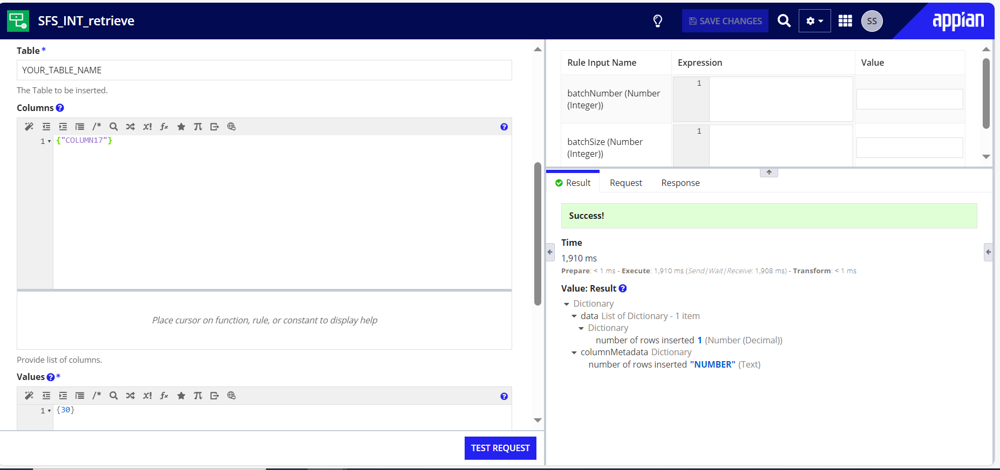 SFS_INT_retrieve
SAVE CHANGES
SS
appian
Table *
YOUR_TABLE_NAME
The Table to be inserted.
Columns ?
/* x! fx π
?
1 {"COLUMN17"}
Place cursor on function, rule, or constant to display help
Provide list of columns.
Values ? *
/* x! fx π
?
1 {30}
TEST REQUEST
Rule Input Name Expression Value
batchNumber (Number (Integer)) 1
batchSize (Number (Integer)) 1
Result Request Response
Success!
Time
1,910 ms
Prepare: < 1 ms - Execute: 1,910 ms (Send|Wait|Receive: 1,908 ms) - Transform: < 1 ms
Value: Result ?
Dictionary
data List of Dictionary - 1 item
Dictionary
number of rows inserted 1 (Number (Decimal))
columnMetadata Dictionary
number of rows inserted "NUMBER" (Text)